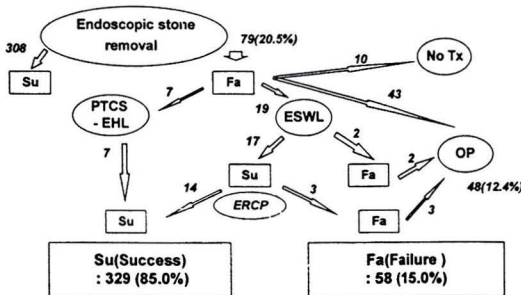 Endoscopic stone
removal
308
79(20.5%)
10
No Tx
Su
Fa
7
19
43
PTCS
- EHL
ESWL
17
2
7
2
OP
Su
Fa
48(12.4%)
14
ERCP
3
3
Su
Fa
Su(Success)
: 329 (85.0%)
Fa(Failure )
: 58 (15.0%)